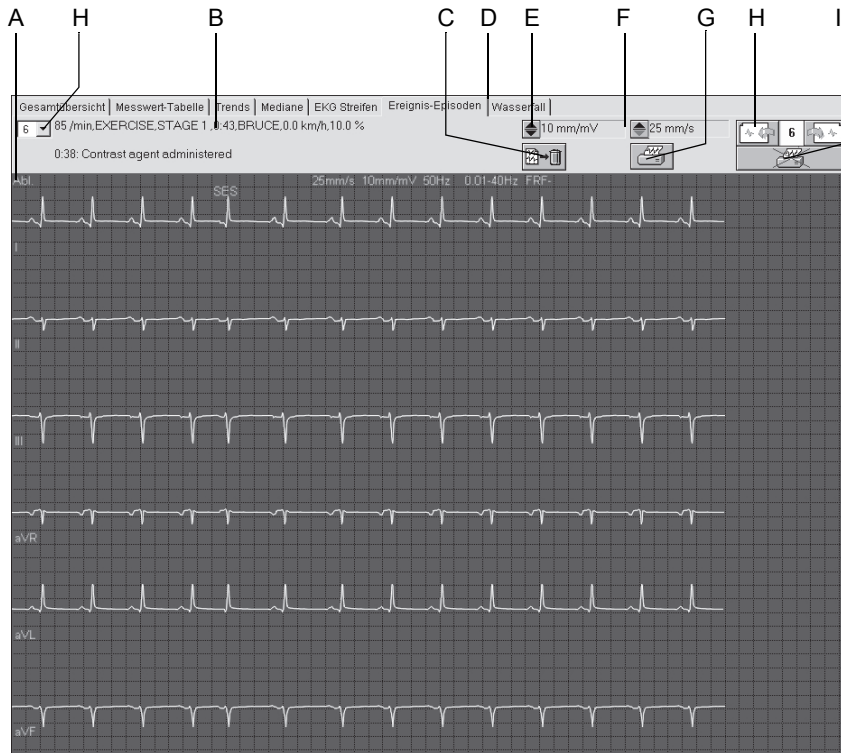 A H B C D E F G H I
Gesamtübersicht Messwert-Tabelle Trends Mediane EKG Streifen Ereignis-Episoden Wasserfall
6 85 /min,EXERCISE,STAGE 1 ,0:43,BRUCE,0.0 km/h,10.0 % 10 mm/mV 25 mm/s 6
0:38: Contrast agent administered
Abl. 25mm/s 10mm/mV 50Hz 0.01-40Hz FRF-
SES
I
II
III
aVR
aVL
aVF